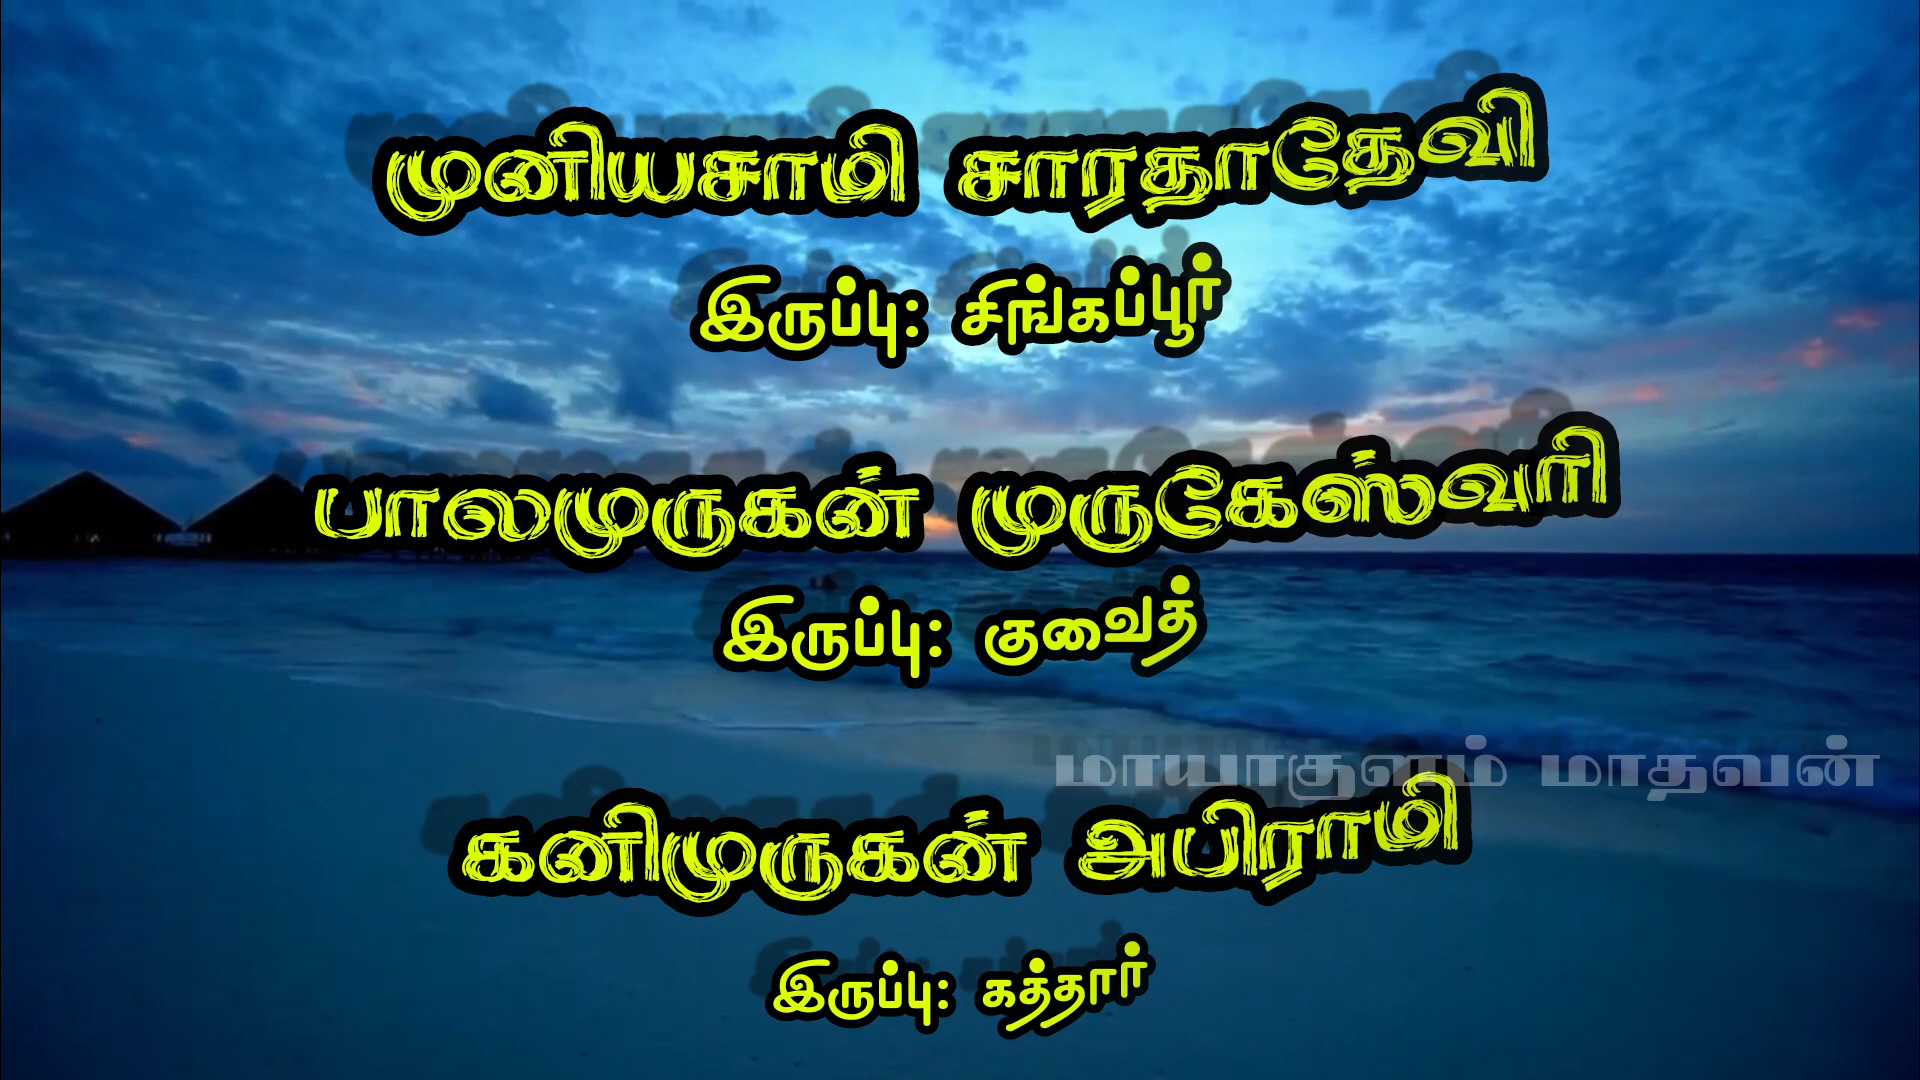 முனியசாமி சாரதாதேவி
இருப்பு: சிங்கப்பூர்
பாலமுருகன் முருகேஸ்வரி
இருப்பு: குவைத்
மாயாகுளம் மாதவன்
கனிமுருகன் அபிராமி
இருப்பு: கத்தார்